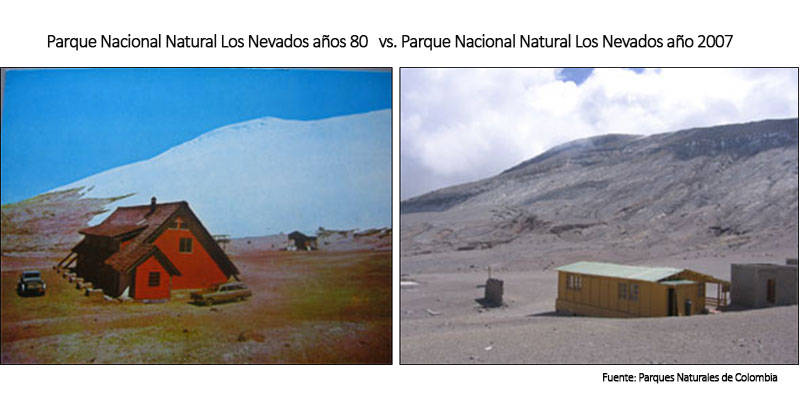 Parque Nacional Natural Los Nevados años 80 vs. Parque Nacional Natural Los Nevados año 2007
Fuente: Parques Naturales de Colombia